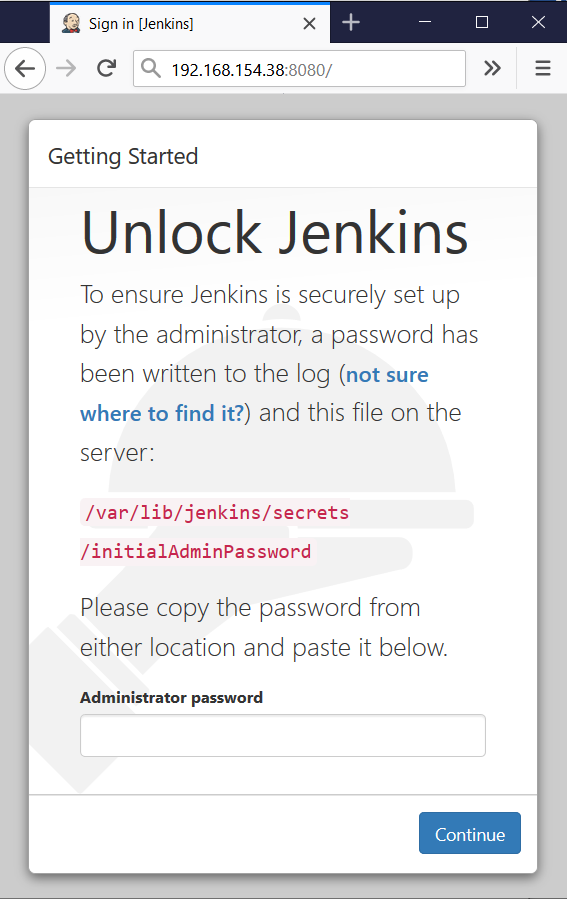 Sign in [Jenkins]
192.168.154.38:8080/
Getting Started
Unlock Jenkins
To ensure Jenkins is securely set up
by the administrator, a password has
been written to the log (not sure
where to find it?) and this file on the
server:
/var/lib/jenkins/secrets
/initialAdminPassword
Please copy the password from
either location and paste it below.
Administrator password
Continue